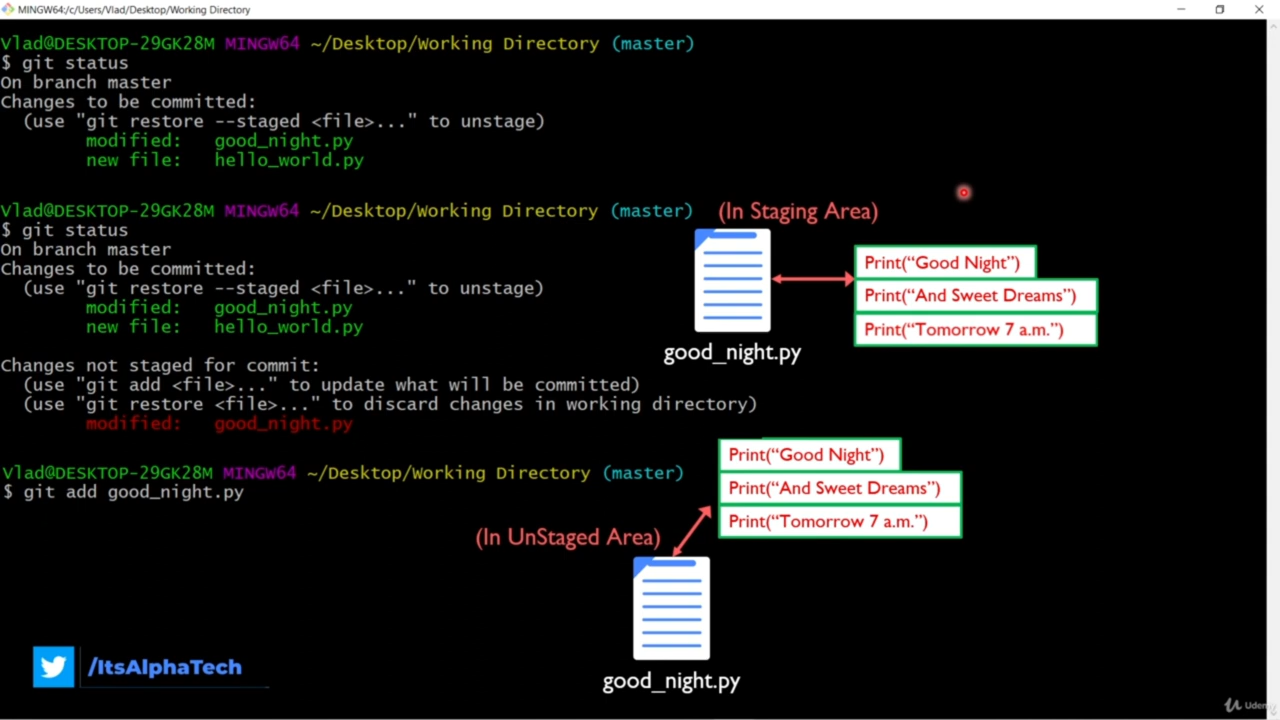 MINGW64:/c/Users/Vlad/Desktop/Working Directory
Vlad@DESKTOP-29GK28M MINGW64 ~/Desktop/Working Directory (master)
$ git status
On branch master
Changes to be committed:
(use "git restore --staged <file>..." to unstage)
modified: good_night.py
new file: hello_world.py
Vlad@DESKTOP-29GK28M MINGW64 ~/Desktop/Working Directory (master)
$ git status
On branch master
Changes to be committed:
(use "git restore --staged <file>..." to unstage)
modified: good_night.py
new file: hello_world.py
Changes not staged for commit:
(use "git add <file>..." to update what will be committed)
(use "git restore <file>..." to discard changes in working directory)
modified: good_night.py
Vlad@DESKTOP-29GK28M MINGW64 ~/Desktop/Working Directory (master)
$ git add good_night.py
(In Staging Area)
Print(“Good Night”)
Print(“And Sweet Dreams”)
Print(“Tomorrow 7 a.m.”)
good_night.py
Print(“Good Night”)
Print(“And Sweet Dreams”)
Print(“Tomorrow 7 a.m.”)
(In UnStaged Area)
good_night.py
/ItsAlphaTech